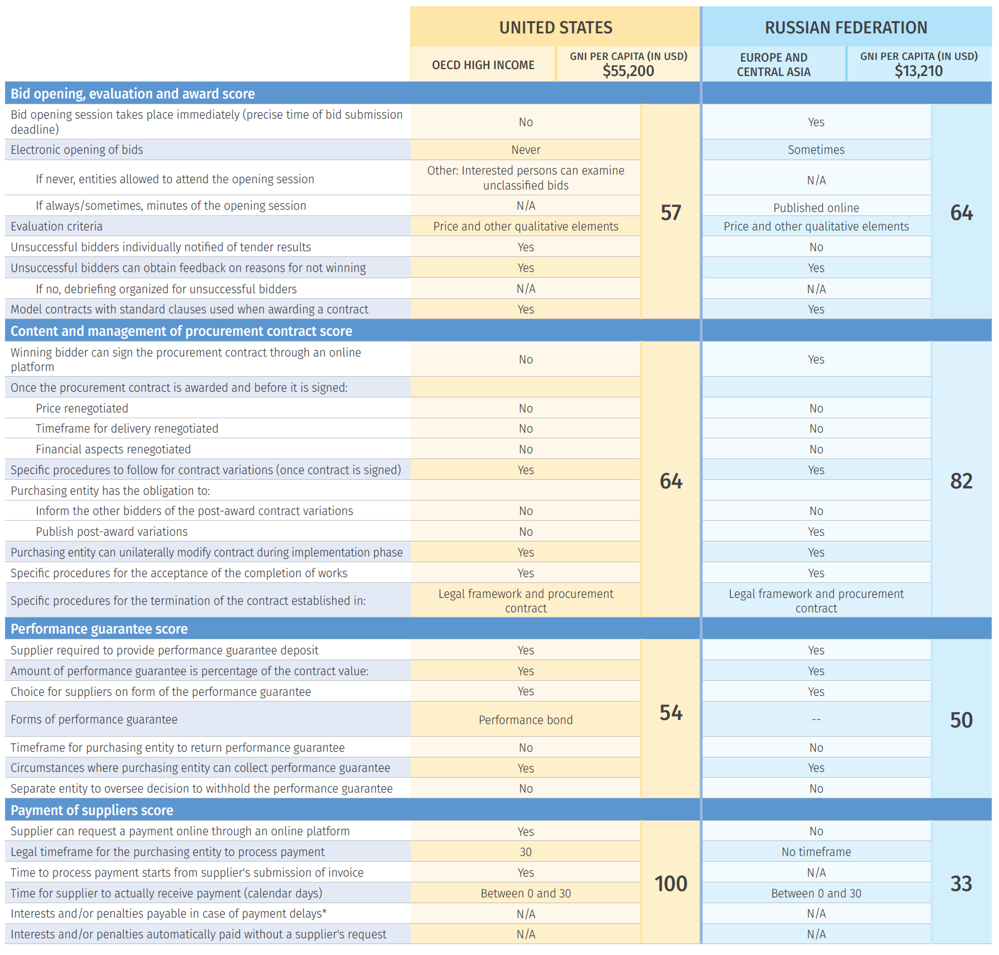 UNITED STATES
RUSSIAN FEDERATION
OECD HIGH INCOME
GNI PER CAPITA (IN USD)
$55,200
EUROPE AND
CENTRAL ASIA
GNI PER CAPITA (IN USD)
$13,210
Bid opening, evaluation and award score
Bid opening session takes place immediately (precise time of bid submission
deadline)
No
Yes
Electronic opening of bids
Never
Sometimes
If never, entities allowed to attend the opening session
Other: Interested persons can examine
unclassified bids
N/A
If always/sometimes, minutes of the opening session
N/A
Published online
57
64
Evaluation criteria
Price and other qualitative elements
Price and other qualitative elements
Unsuccessful bidders individually notified of tender results
Yes
No
Unsuccessful bidders can obtain feedback on reasons for not winning
Yes
Yes
If no, debriefing organized for unsuccessful bidders
N/A
N/A
Model contracts with standard clauses used when awarding a contract
Yes
Yes
Content and management of procurement contract score
Winning bidder can sign the procurement contract through an online
platform
No
Yes
Once the procurement contract is awarded and before it is signed:
Price renegotiated
No
No
Timeframe for delivery renegotiated
No
No
Financial aspects renegotiated
No
No
Specific procedures to follow for contract variations (once contract is signed)
Yes
Yes
64
82
Purchasing entity has the obligation to:
Inform the other bidders of the post-award contract variations
No
No
Publish post-award variations
No
Yes
Purchasing entity can unilaterally modify contract during implementation phase
Yes
Yes
Specific procedures for the acceptance of the completion of works
Yes
Yes
Specific procedures for the termination of the contract established in:
Legal framework and procurement
contract
Legal framework and procurement
contract
Performance guarantee score
Supplier required to provide performance guarantee deposit
Yes
Yes
Amount of performance guarantee is percentage of the contract value:
Yes
Yes
Choice for suppliers on form of the performance guarantee
Yes
Yes
Forms of performance guarantee
Performance bond
54
--
50
Timeframe for purchasing entity to return performance guarantee
No
No
Circumstances where purchasing entity can collect performance guarantee
Yes
Yes
Separate entity to oversee decision to withhold the performance guarantee
No
No
Payment of suppliers score
Supplier can request a payment online through an online platform
Yes
No
Legal timeframe for the purchasing entity to process payment
30
No timeframe
Time to process payment starts from supplier's submission of invoice
Yes
N/A
100
33
Time for supplier to actually receive payment (calendar days)
Between 0 and 30
Between 0 and 30
Interests and/or penalties payable in case of payment delays*
N/A
N/A
Interests and/or penalties automatically paid without a supplier's request
N/A
N/A